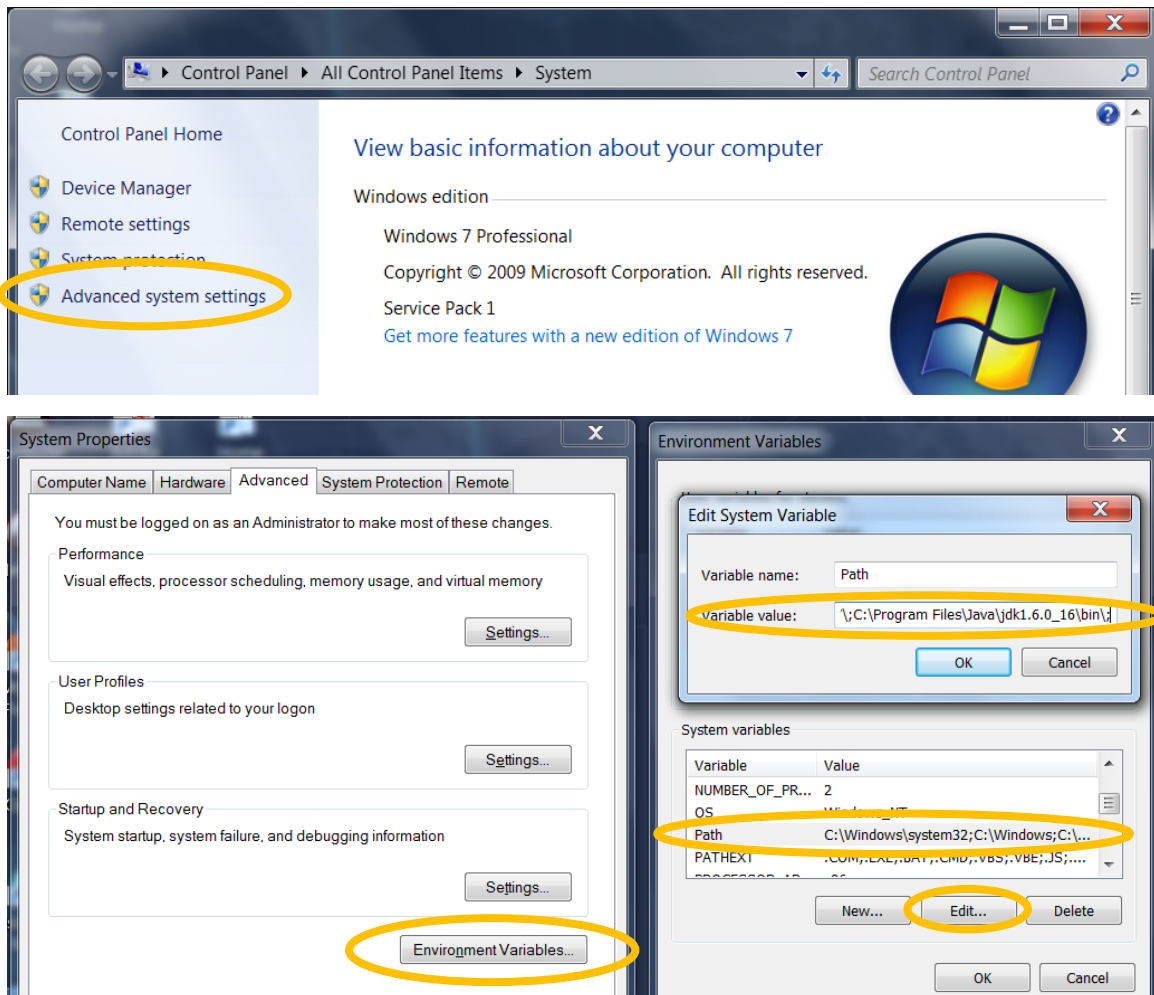 Control Panel ▸ All Control Panel Items ▸ System
Search Control Panel
Control Panel Home
Device Manager
Remote settings
System protection
Advanced system settings
View basic information about your computer
Windows edition
Windows 7 Professional
Copyright © 2009 Microsoft Corporation. All rights reserved.
Service Pack 1
Get more features with a new edition of Windows 7
System Properties
Computer Name Hardware Advanced System Protection Remote
You must be logged on as an Administrator to make most of these changes.
Performance
Visual effects, processor scheduling, memory usage, and virtual memory
Settings...
User Profiles
Desktop settings related to your logon
Settings...
Startup and Recovery
System startup, system failure, and debugging information
Settings...
Environment Variables...
Environment Variables
Edit System Variable
Variable name: Path
Variable value: \;C:\Program Files\Java\jdk1.6.0_16\bin\;
OK Cancel
System variables
Variable Value
NUMBER_OF_PR... 2
OS Windows_NT
Path C:\Windows\system32;C:\Windows;C:\...
PATHEXT .COM;.EXE;.BAT;.CMD;.VBS;.VBE;.JS;....
New... Edit... Delete
OK Cancel